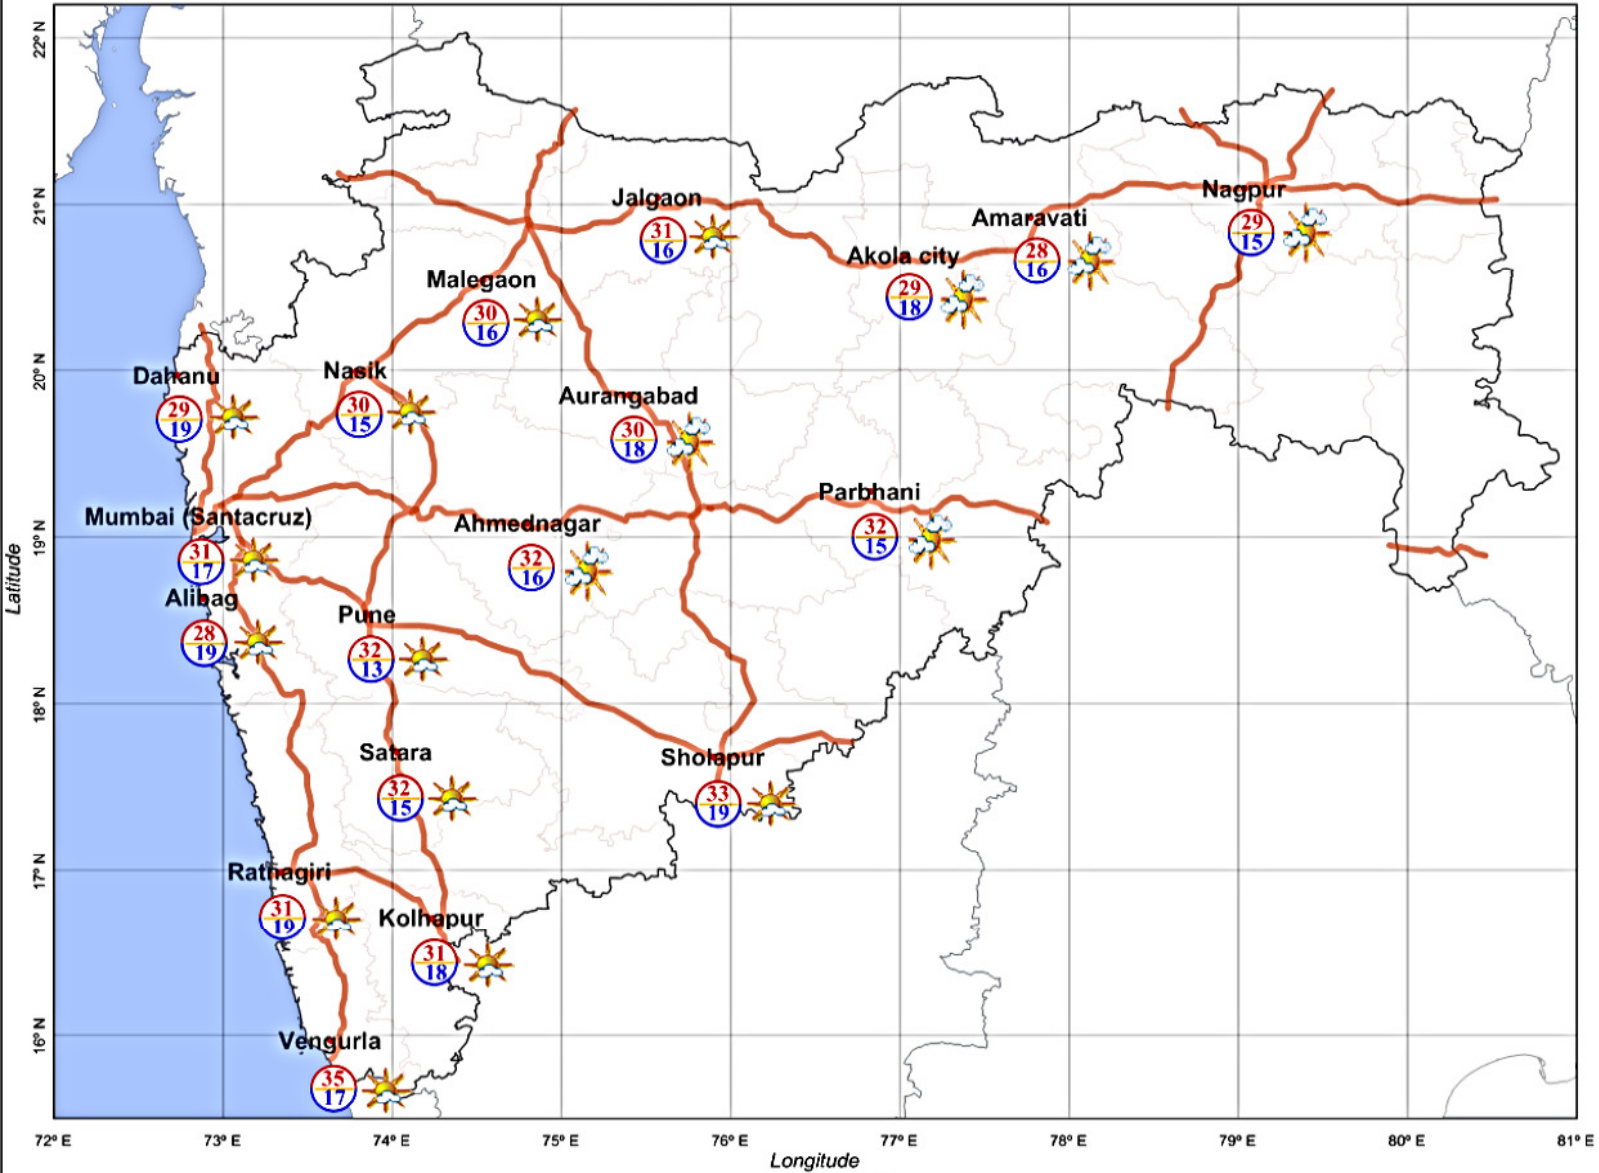 22° N
21° N
20° N
19° N
18° N
17° N
16° N
Latitude
Jalgaon
31
16
Nagpur
29
15
Amaravati
28
16
Akola city
29
18
Malegaon
30
16
Dahanu
29
19
Nasik
30
15
Aurangabad
30
18
Parbhani
32
15
Mumbai (Santacruz)
31
17
Ahmednagar
32
16
Alibag
28
19
Pune
32
13
Satara
32
15
Sholapur
33
19
Ratnagiri
31
19
Kolhapur
31
18
Vengurla
35
17
72° E
73° E
74° E
75° E
76° E
77° E
78° E
79° E
80° E
81° E
Longitude